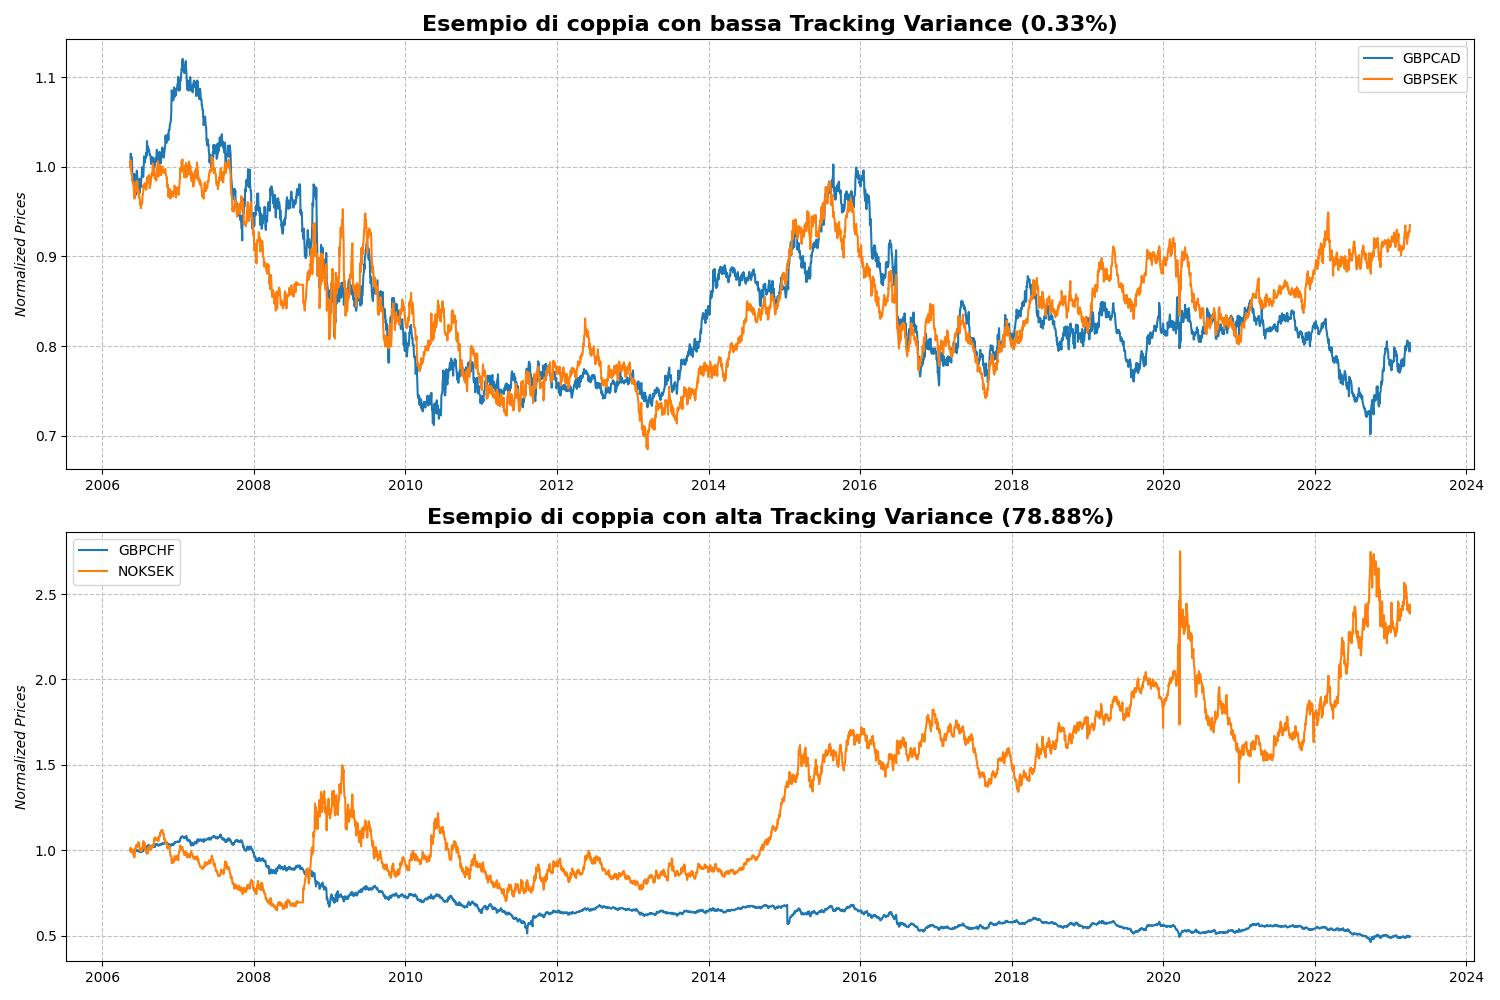 Esempio di coppia con bassa Tracking Variance (0.33%)
GBPCAD
GBPSEK
Normalized Prices
1.1
1.0
0.9
0.8
0.7
2006 2008 2010 2012 2014 2016 2018 2020 2022 2024
Esempio di coppia con alta Tracking Variance (78.88%)
GBPCHF
NOKSEK
Normalized Prices
2.5
2.0
1.5
1.0
0.5
2006 2008 2010 2012 2014 2016 2018 2020 2022 2024